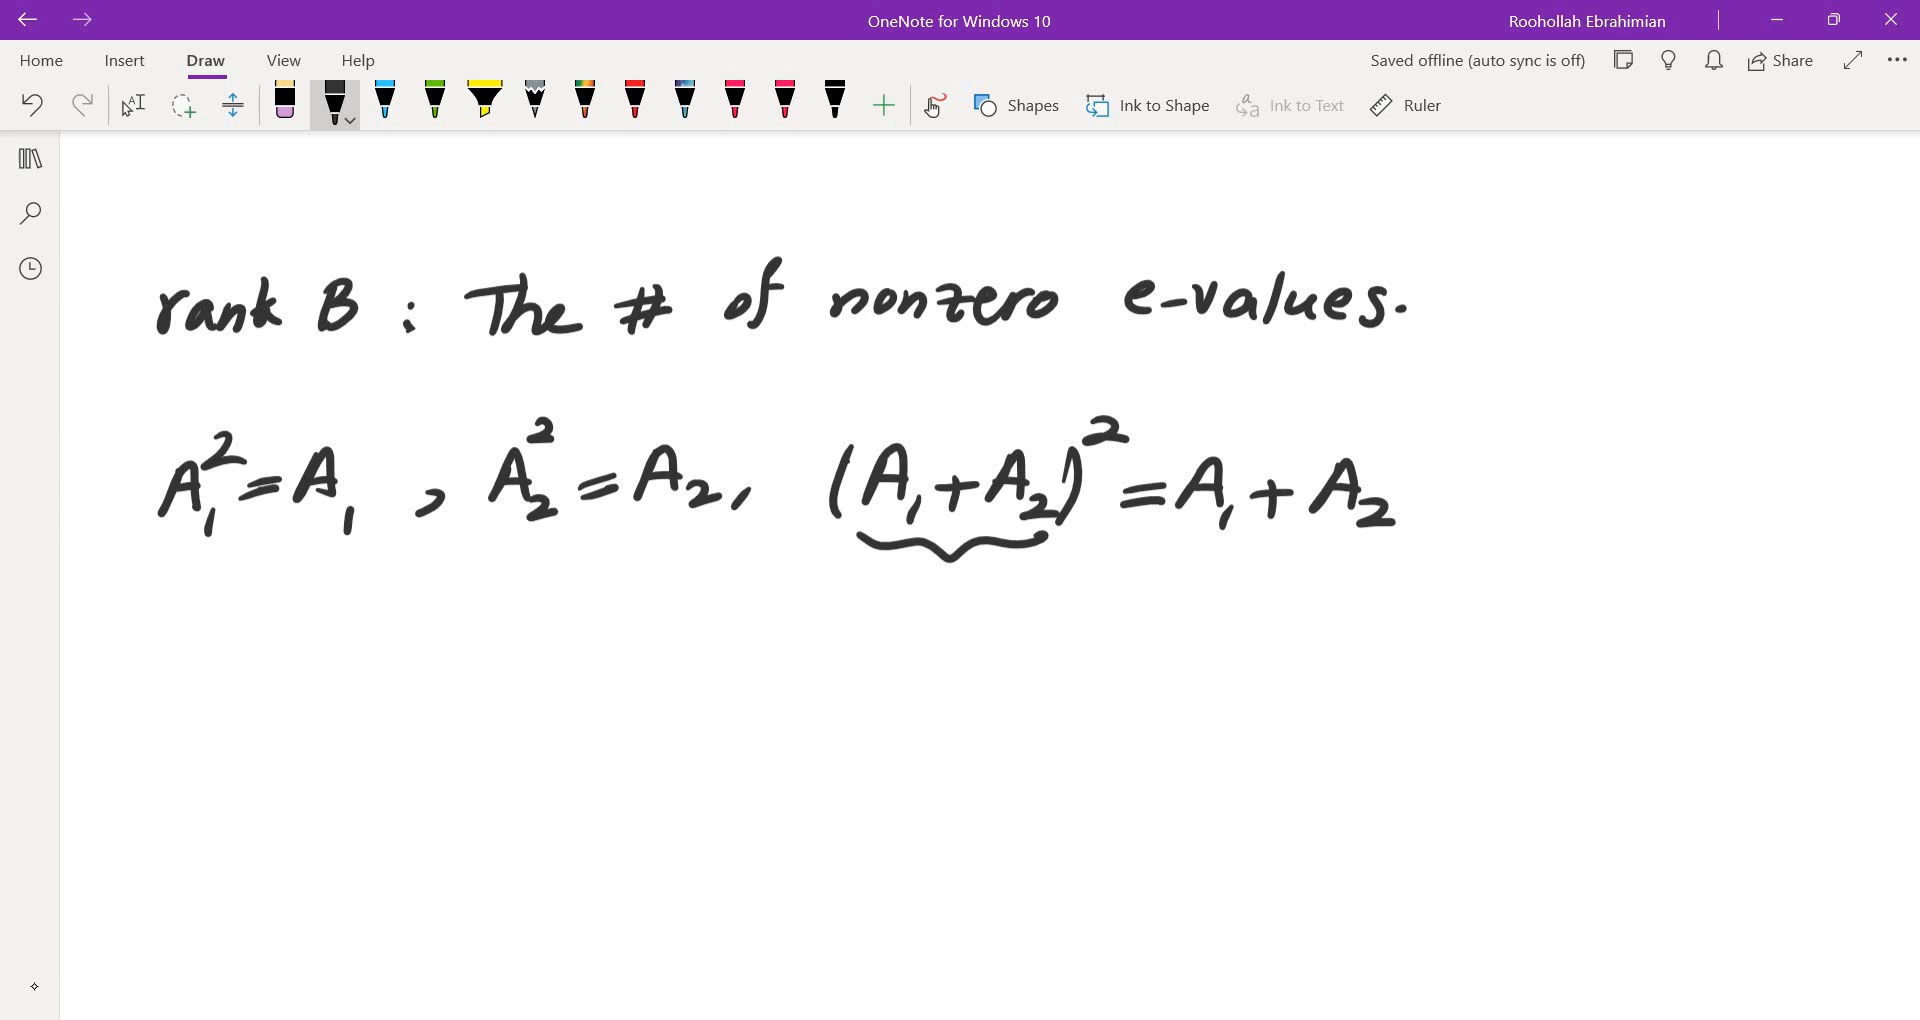 OneNote for Windows 10
Roohollah Ebrahimian
Home Insert Draw View Help
Saved offline (auto sync is off) Share
Shapes Ink to Shape Ink to Text Ruler
rank B : The # of nonzero e-values.
A₁² = A₁ , A₂² = A₂, (A₁ + A₂)² = A₁ + A₂